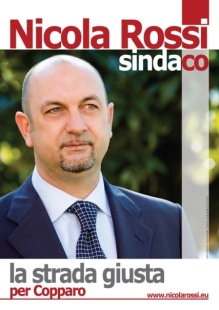 Nicola Rossi
sindaco
la strada giusta
per Copparo
www.nicolarossi.eu